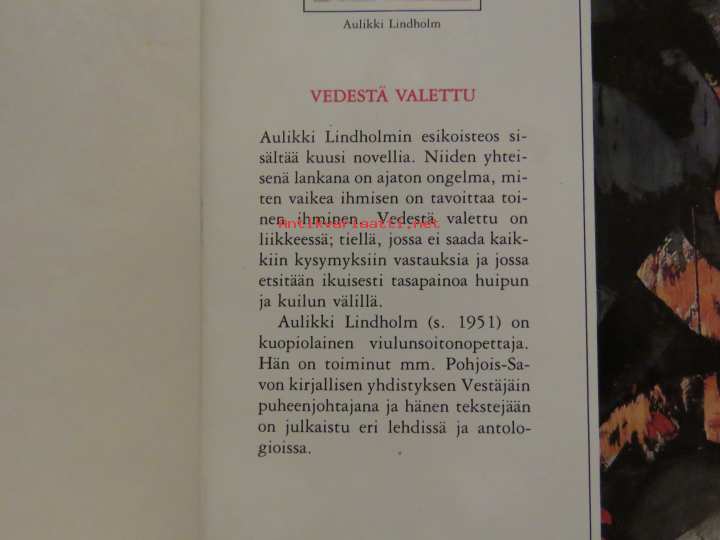 Aulikki Lindholm
VEDESTÄ VALETTU
Aulikki Lindholmin esikoisteos si-
sältää kuusi novellia. Niiden yhtei-
senä lankana on ajaton ongelma, mi-
ten vaikea ihmisen on tavoittaa toi-
nen ihminen. Vedestä valettu on
Antikvariaatti.net
liikkeessä; tiellä, jossa ei saada kaik-
kiin kysymyksiin vastauksia ja jossa
etsitään ikuisesti tasapainoa huipun
ja kuilun välillä.
Aulikki Lindholm (s. 1951) on
kuopiolainen viulunsoitonopettaja.
Hän on toiminut mm. Pohjois-Sa-
von kirjallisen yhdistyksen Vestäjäin
puheenjohtajana ja hänen tekstejään
on julkaistu eri lehdissä ja antolo-
gioissa.